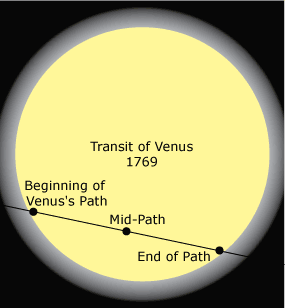 Transit of Venus
1769
Beginning of
Venus's Path
Mid-Path
End of Path